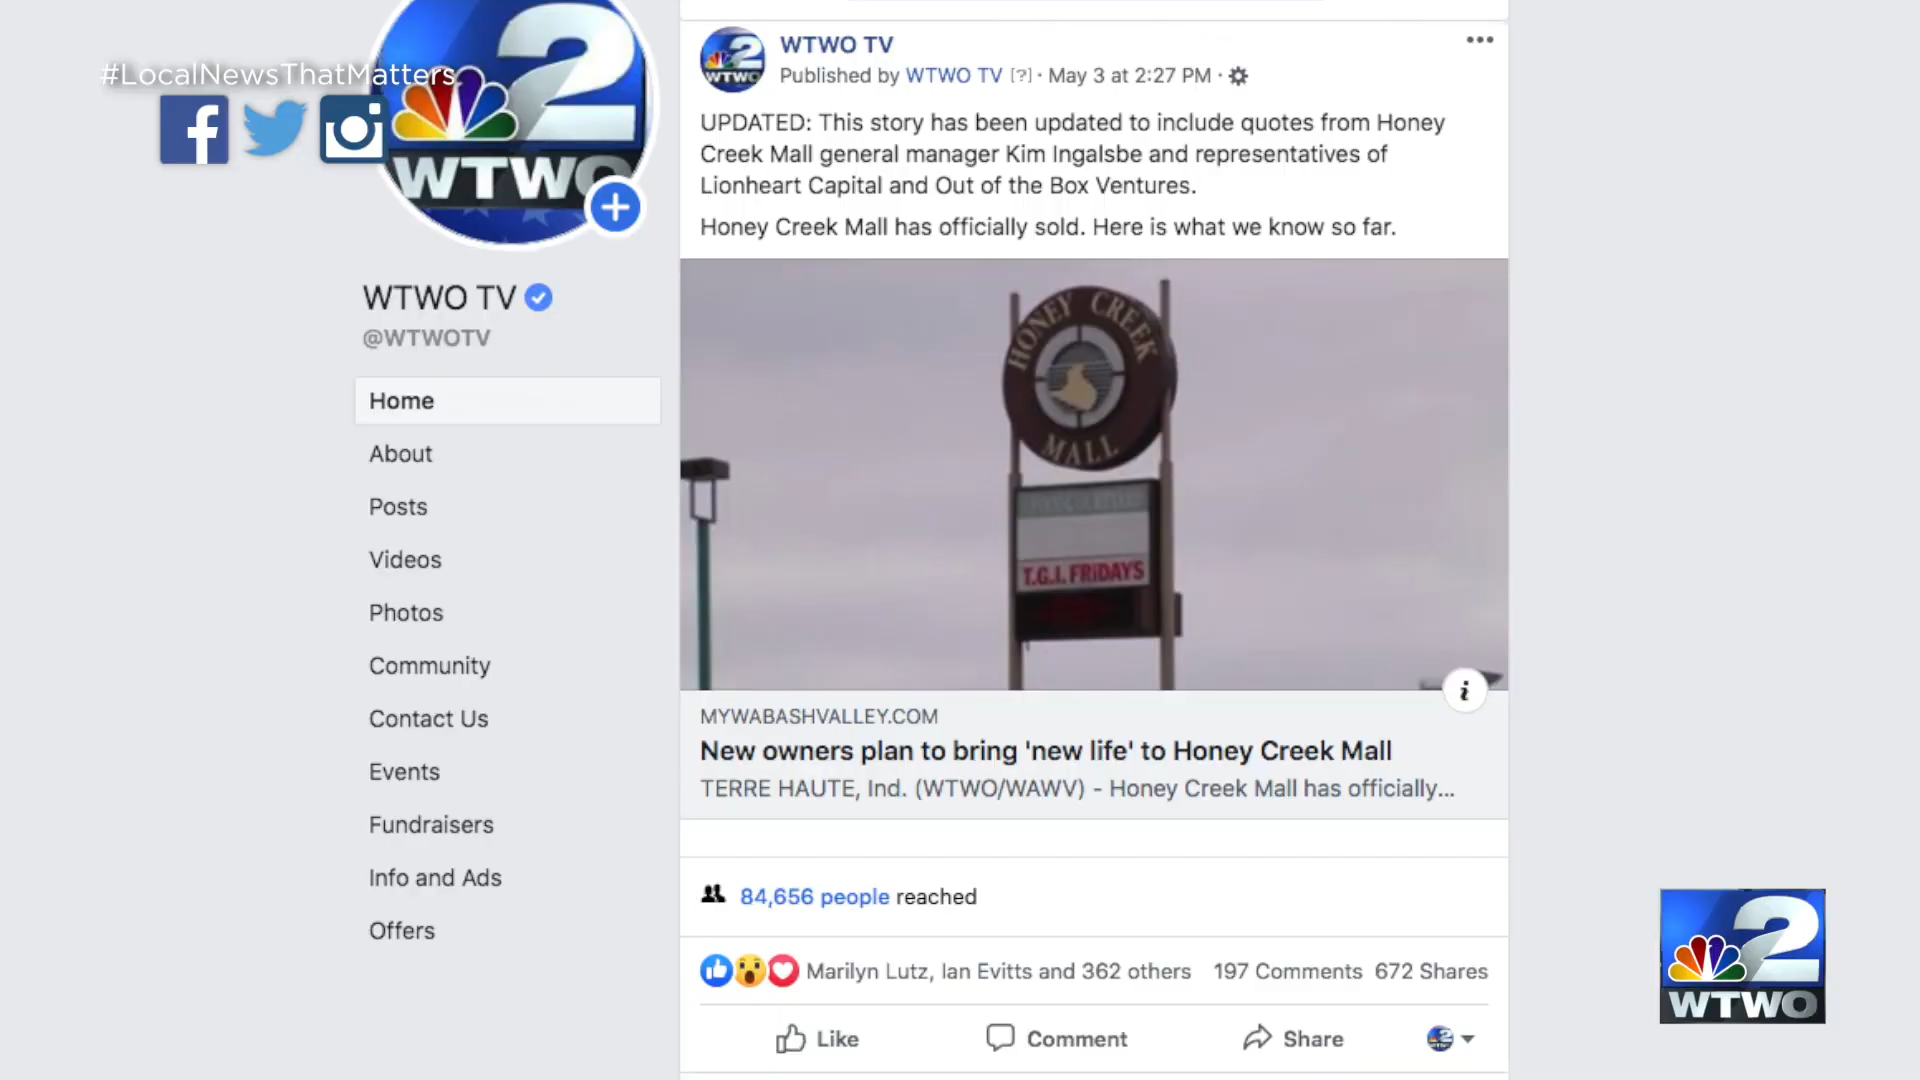 #LocalNewsThatMatters
2
WTWO
WTWO TV
@WTWOTV
Home
About
Posts
Videos
Photos
Community
Contact Us
Events
Fundraisers
Info and Ads
Offers
WTWO TV
Published by WTWO TV [?] · May 3 at 2:27 PM ·
UPDATED: This story has been updated to include quotes from Honey
Creek Mall general manager Kim Ingalsbe and representatives of
Lionheart Capital and Out of the Box Ventures.
Honey Creek Mall has officially sold. Here is what we know so far.
HONEY CREEK
MALL
T.G.I. FRIDAYS
MYWABASHVALLEY.COM
New owners plan to bring 'new life' to Honey Creek Mall
TERRE HAUTE, Ind. (WTWO/WAWV) - Honey Creek Mall has officially...
84,656 people reached
Marilyn Lutz, Ian Evitts and 362 others 197 Comments 672 Shares
Like Comment Share
2
WTWO